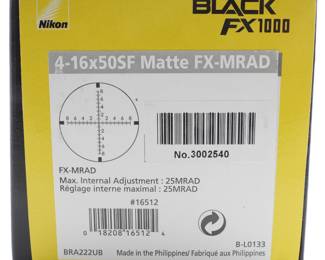 Nikon
BLACK
FX1000
4-16x50SF Matte FX-MRAD
No.3002540
FX-MRAD
Max. Internal Adjustment : 25MRAD
Réglage interne maximal : 25MRAD
#16512
0 18208 16512 4
B-L0133
BRA222UB
Made in the Philippines/ Fabriqué aux Philippines